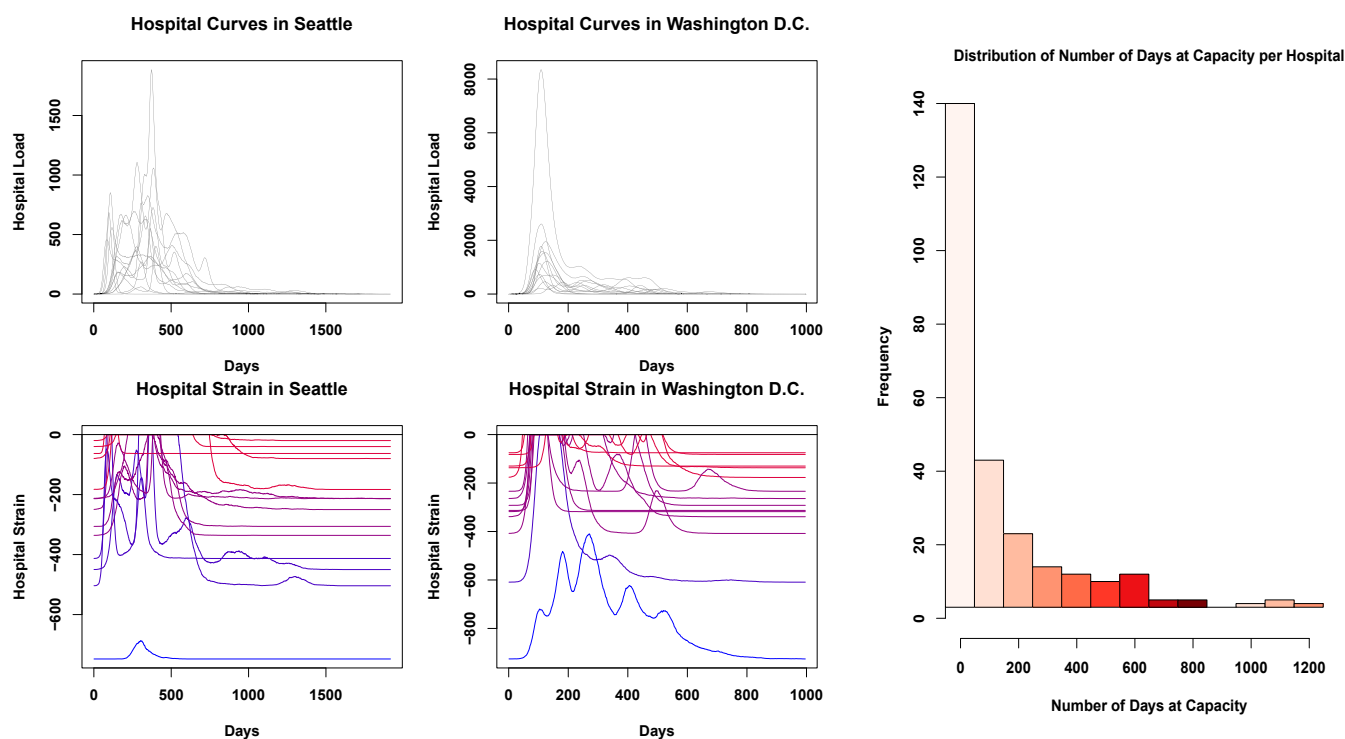 Hospital Curves in Seattle
Hospital Load
0 500 1000 1500
0 500 1000 1500
Days
Hospital Curves in Washington D.C.
Hospital Load
0 2000 4000 6000 8000
0 200 400 600 800 1000
Days
Hospital Strain in Seattle
Hospital Strain
−600 −400 −200 0
0 500 1000 1500
Days
Hospital Strain in Washington D.C.
Hospital Strain
−800 −600 −400 −200 0
0 200 400 600 800 1000
Days
Distribution of Number of Days at Capacity per Hospital
Frequency
0 20 40 60 80 100 120 140
0 200 400 600 800 1000 1200
Number of Days at Capacity